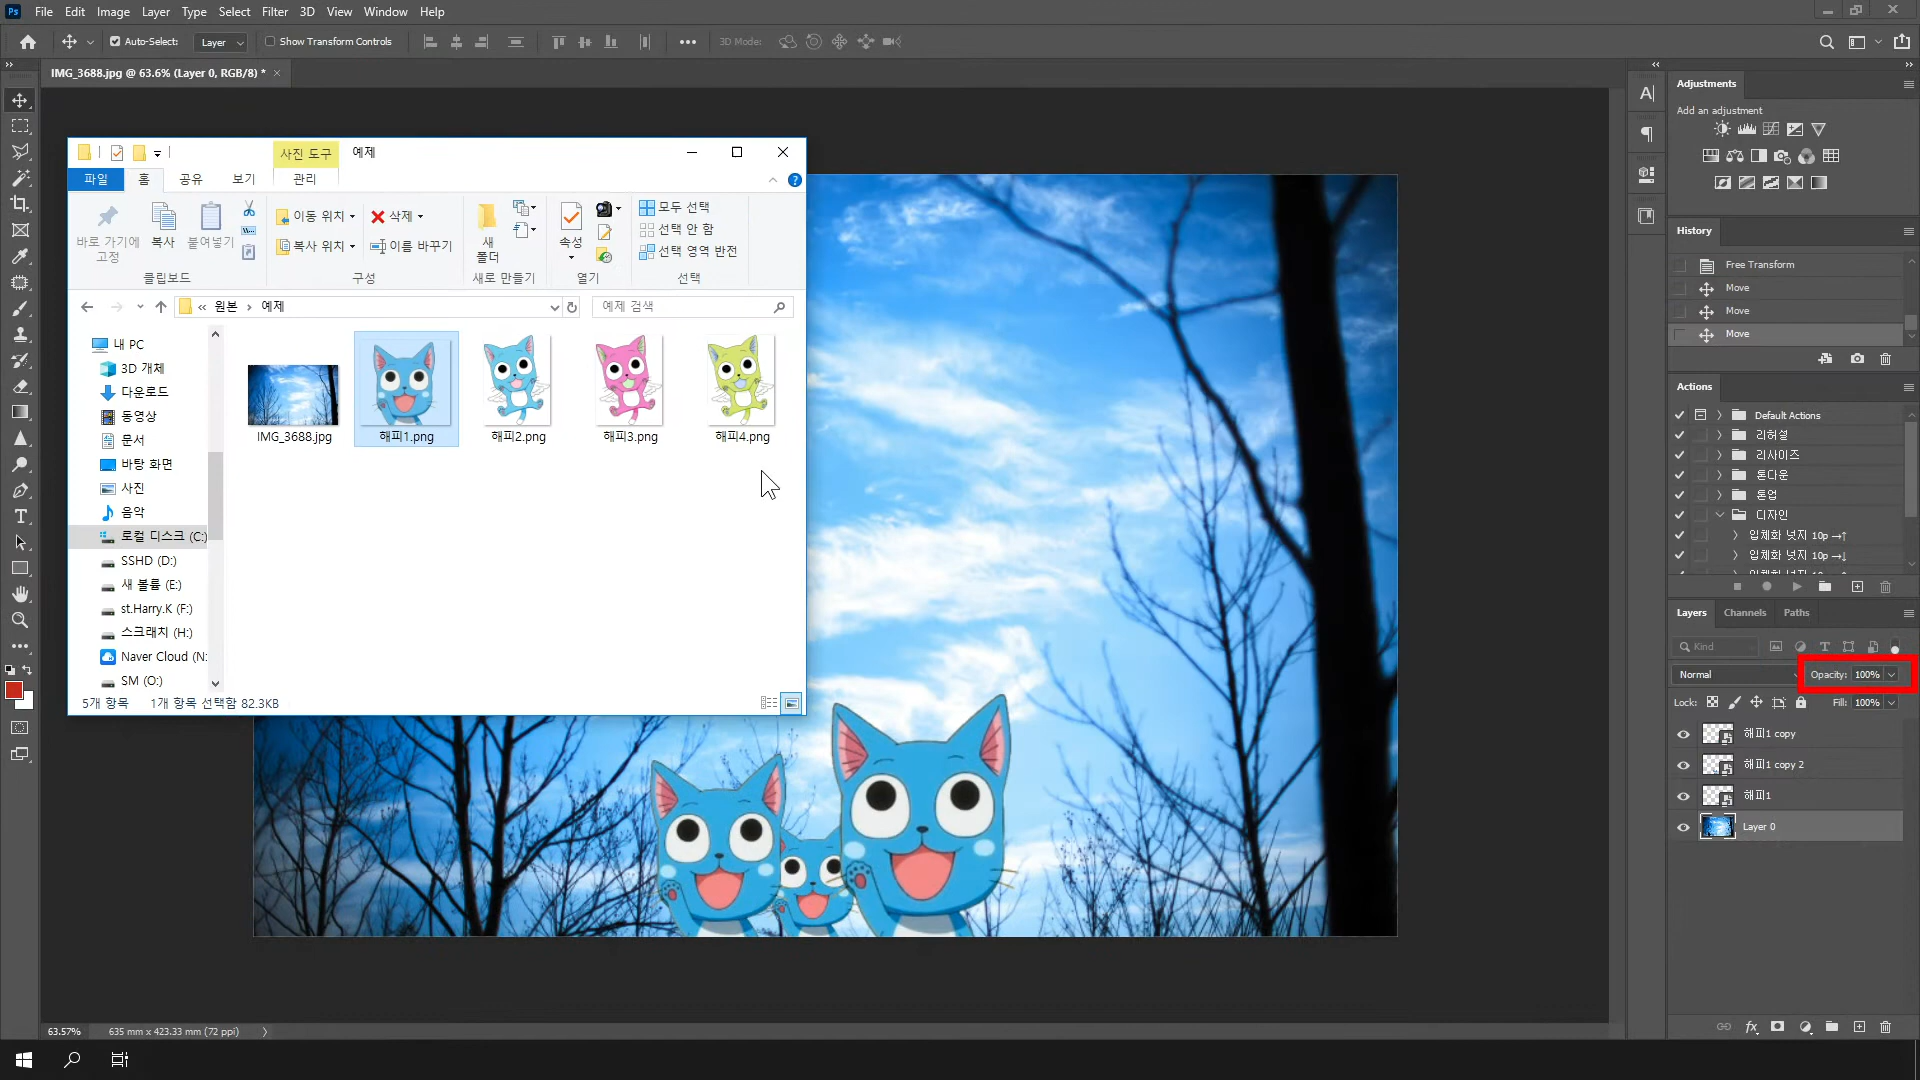 Ps File Edit Image Layer Type Select Filter 3D View Window Help
Auto-Select: Layer Show Transform Controls 3D Mode:
IMG_3688.jpg @ 63.6% (Layer 0, RGB/8) * ×
사진 도구 예제
파일 홈 공유 보기 관리
바로 가기에 고정
복사
붙여넣기
클립보드
이동 위치
복사 위치
삭제
이름 바꾸기
구성
새 폴더
새로 만들기
속성
열기
모두 선택
선택 안 함
선택 영역 반전
선택
원본 › 예제
예제 검색
내 PC
3D 개체
다운로드
동영상
문서
바탕 화면
사진
음악
로컬 디스크 (C:)
SSHD (D:)
새 볼륨 (E:)
st.Harry.K (F:)
스크래치 (H:)
Naver Cloud (N:
SM (O:)
IMG_3688.jpg
해피1.png
해피2.png
해피3.png
해피4.png
5개 항목 1개 항목 선택함 82.3KB
63.57% 635 mm x 423.33 mm (72 ppi)
Adjustments
Add an adjustment
History
Free Transform
Move
Move
Move
Actions
Default Actions
리허설
리사이즈
톤다운
톤업
디자인
입체화 넛지 10p →↑
입체화 넛지 10p →↓
Layers Channels Paths
Kind
Normal Opacity: 100%
Lock: Fill: 100%
해피1 copy
해피1 copy 2
해피1
Layer 0
fx